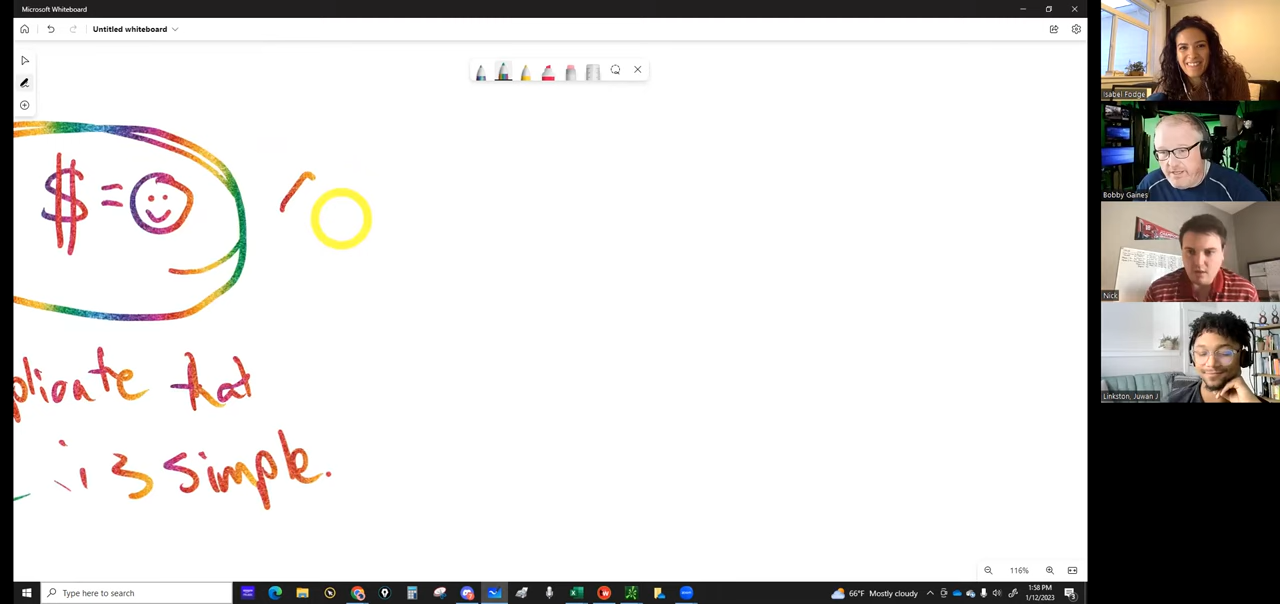 Microsoft Whiteboard
Untitled whiteboard
$ =
plicate that
is simple.
116%
Type here to search
66°F Mostly cloudy
1:58 PM
1/12/2023
Isabel Fodge
Bobby Gaines
Nick
Linkston, Juwan J